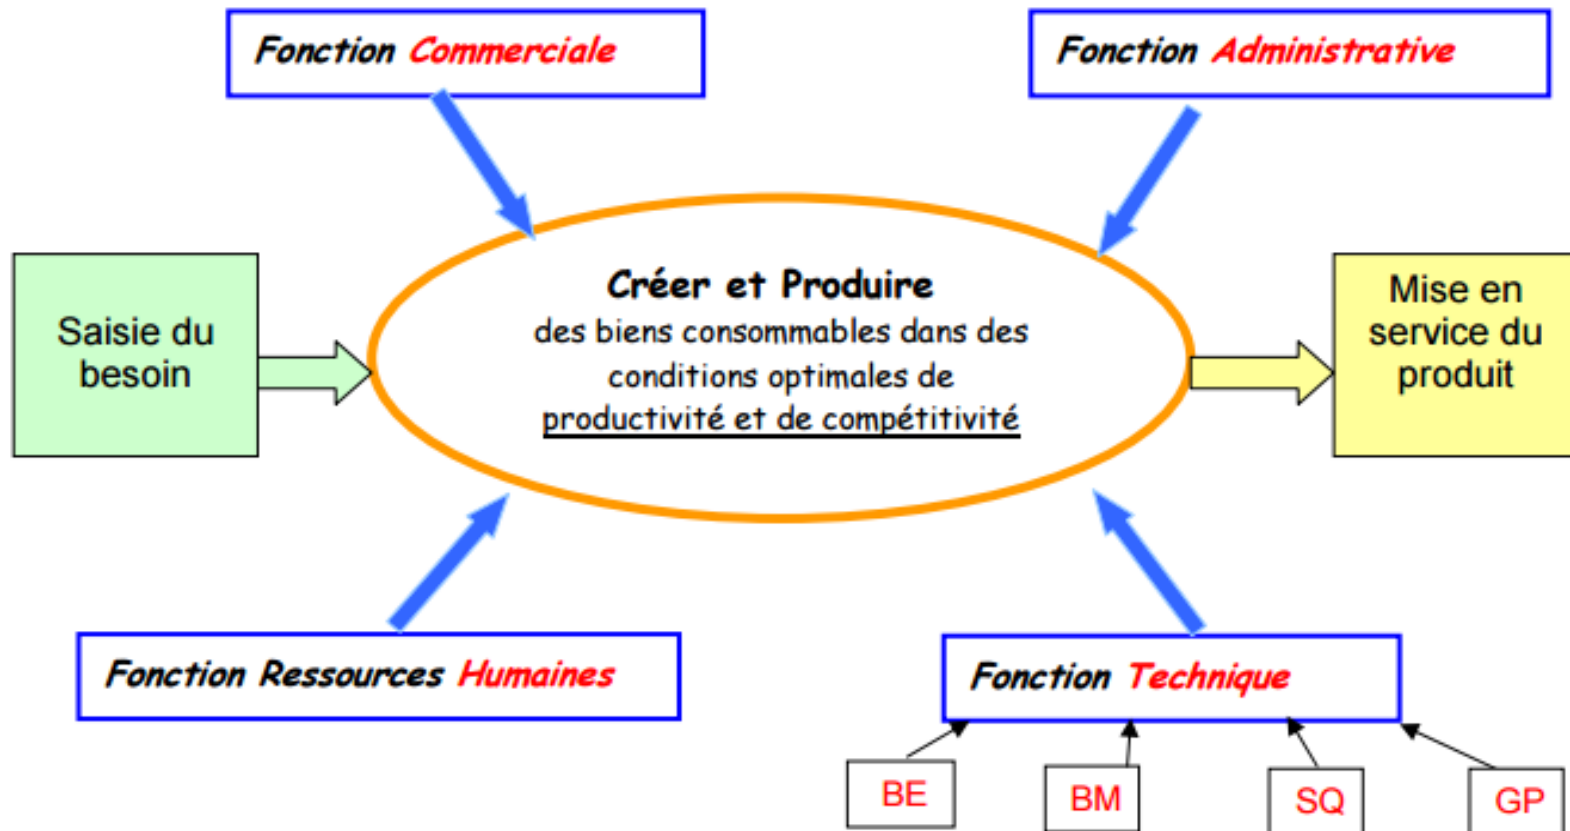 Fonction Commerciale
Fonction Administrative
Saisie du
besoin
Créer et Produire
des biens consommables dans des
conditions optimales de
productivité et de compétitivité
Mise en
service du
produit
Fonction Ressources Humaines
Fonction Technique
BE
BM
SQ
GP